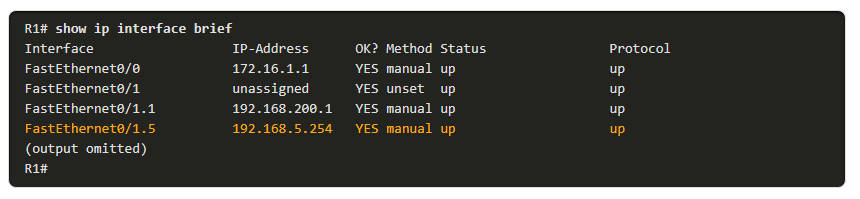 R1# show ip interface brief
Interface IP-Address OK? Method Status Protocol
FastEthernet0/0 172.16.1.1 YES manual up up
FastEthernet0/1 unassigned YES unset up up
FastEthernet0/1.1 192.168.200.1 YES manual up up
FastEthernet0/1.5 192.168.5.254 YES manual up up
(output omitted)
R1#